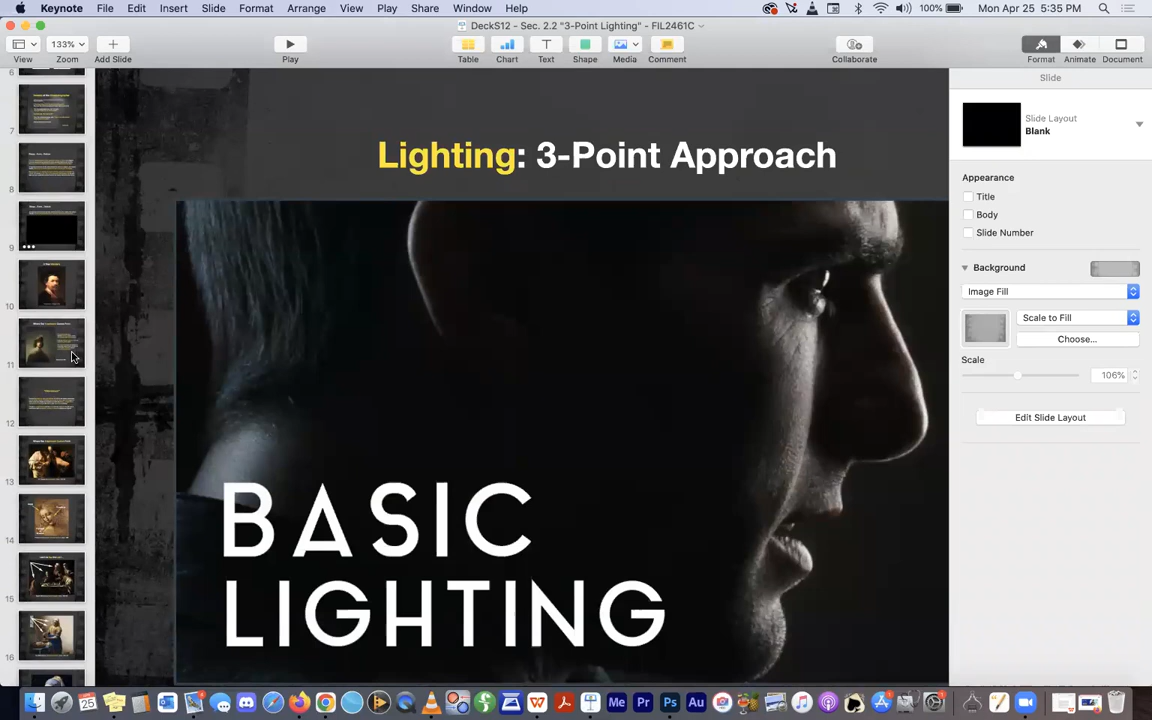 Keynote File Edit Insert Slide Format Arrange View Play Share Window Help 100% Mon Apr 25 5:35 PM
DeckS12 - Sec. 2.2 "3-Point Lighting" - FIL2461C
133%
View Zoom Add Slide Play Table Chart Text Shape Media Comment Collaborate Format Animate Document
Slide
6
7
8
9
10
11
12
13
14
15
16
Lighting: 3-Point Approach
BASIC
LIGHTING
Slide Layout
Blank
Appearance
Title
Body
Slide Number
Background
Image Fill
Scale to Fill
Choose...
Scale
106%
Edit Slide Layout